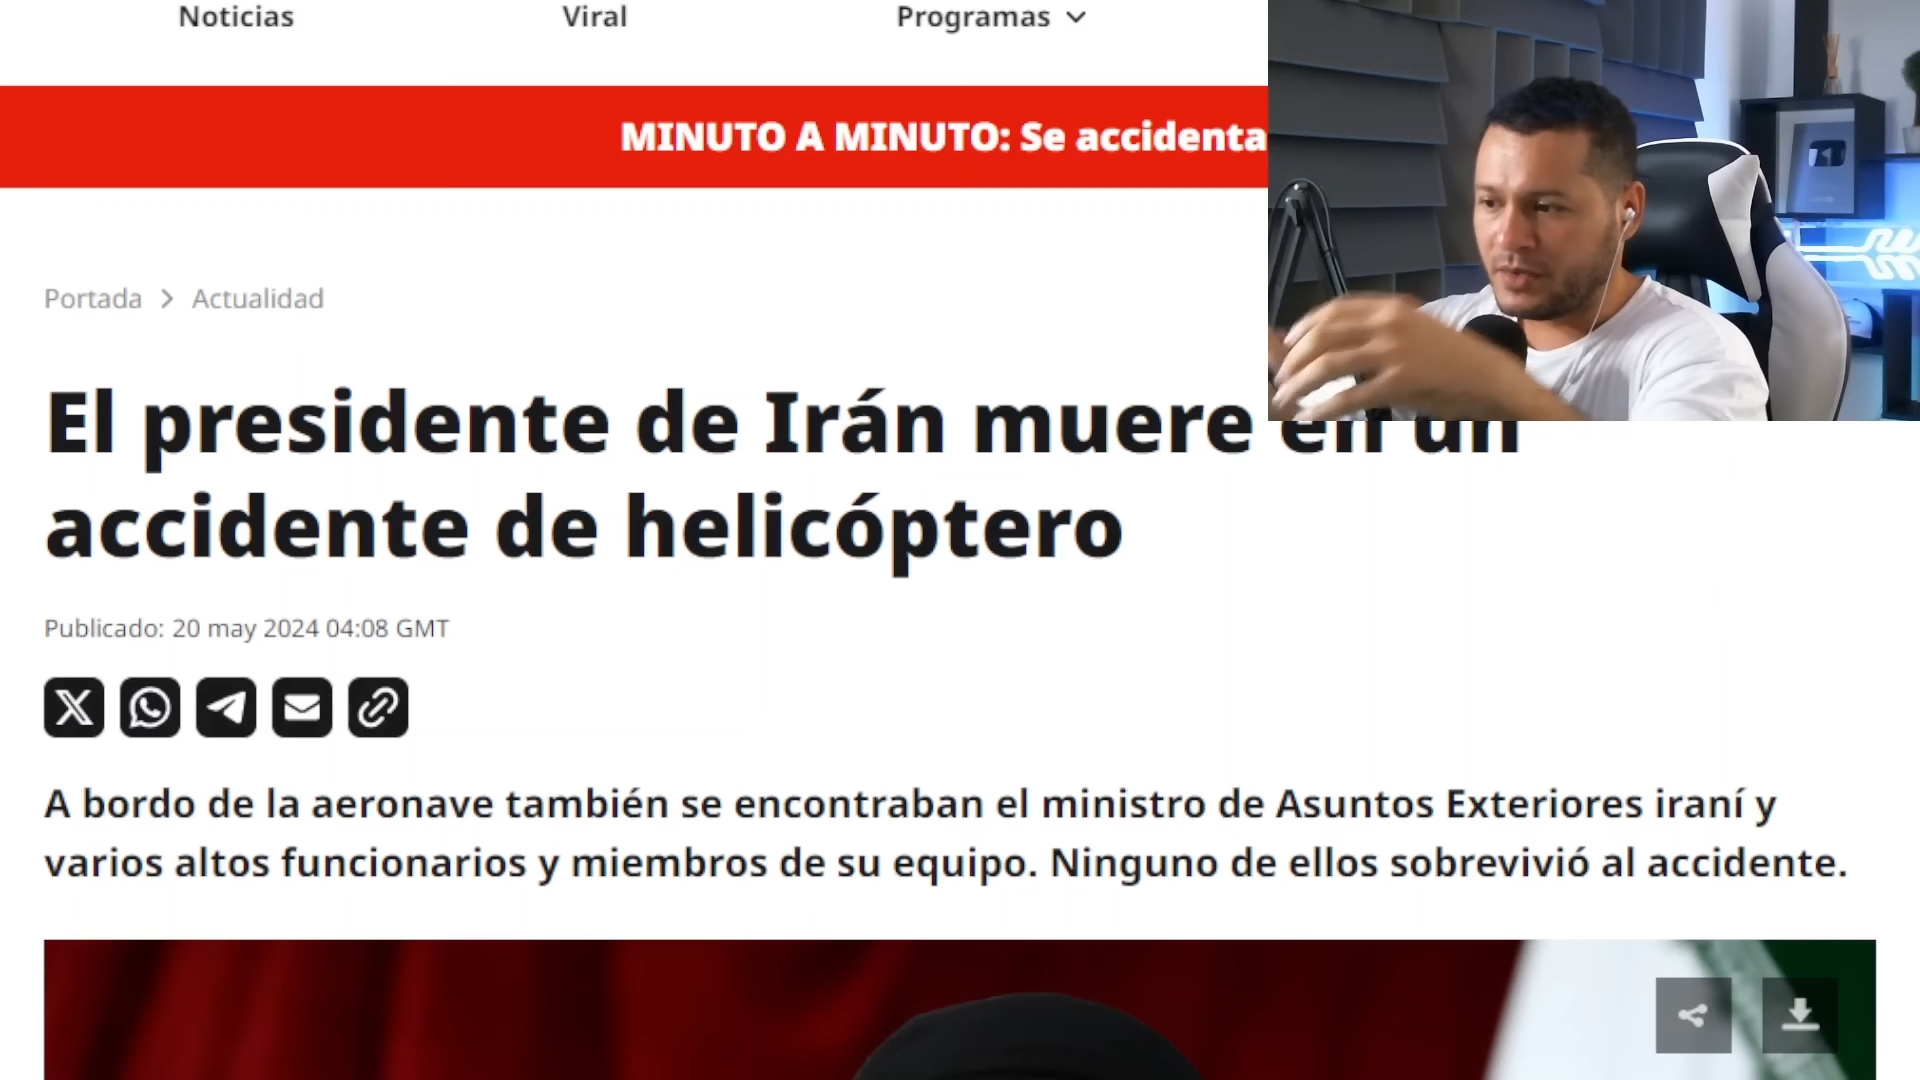 Noticias
Viral
Programas
MINUTO A MINUTO: Se accidenta
Portada > Actualidad
El presidente de Irán muere en un
accidente de helicóptero
Publicado: 20 may 2024 04:08 GMT
A bordo de la aeronave también se encontraban el ministro de Asuntos Exteriores iraní y
varios altos funcionarios y miembros de su equipo. Ninguno de ellos sobrevivió al accidente.